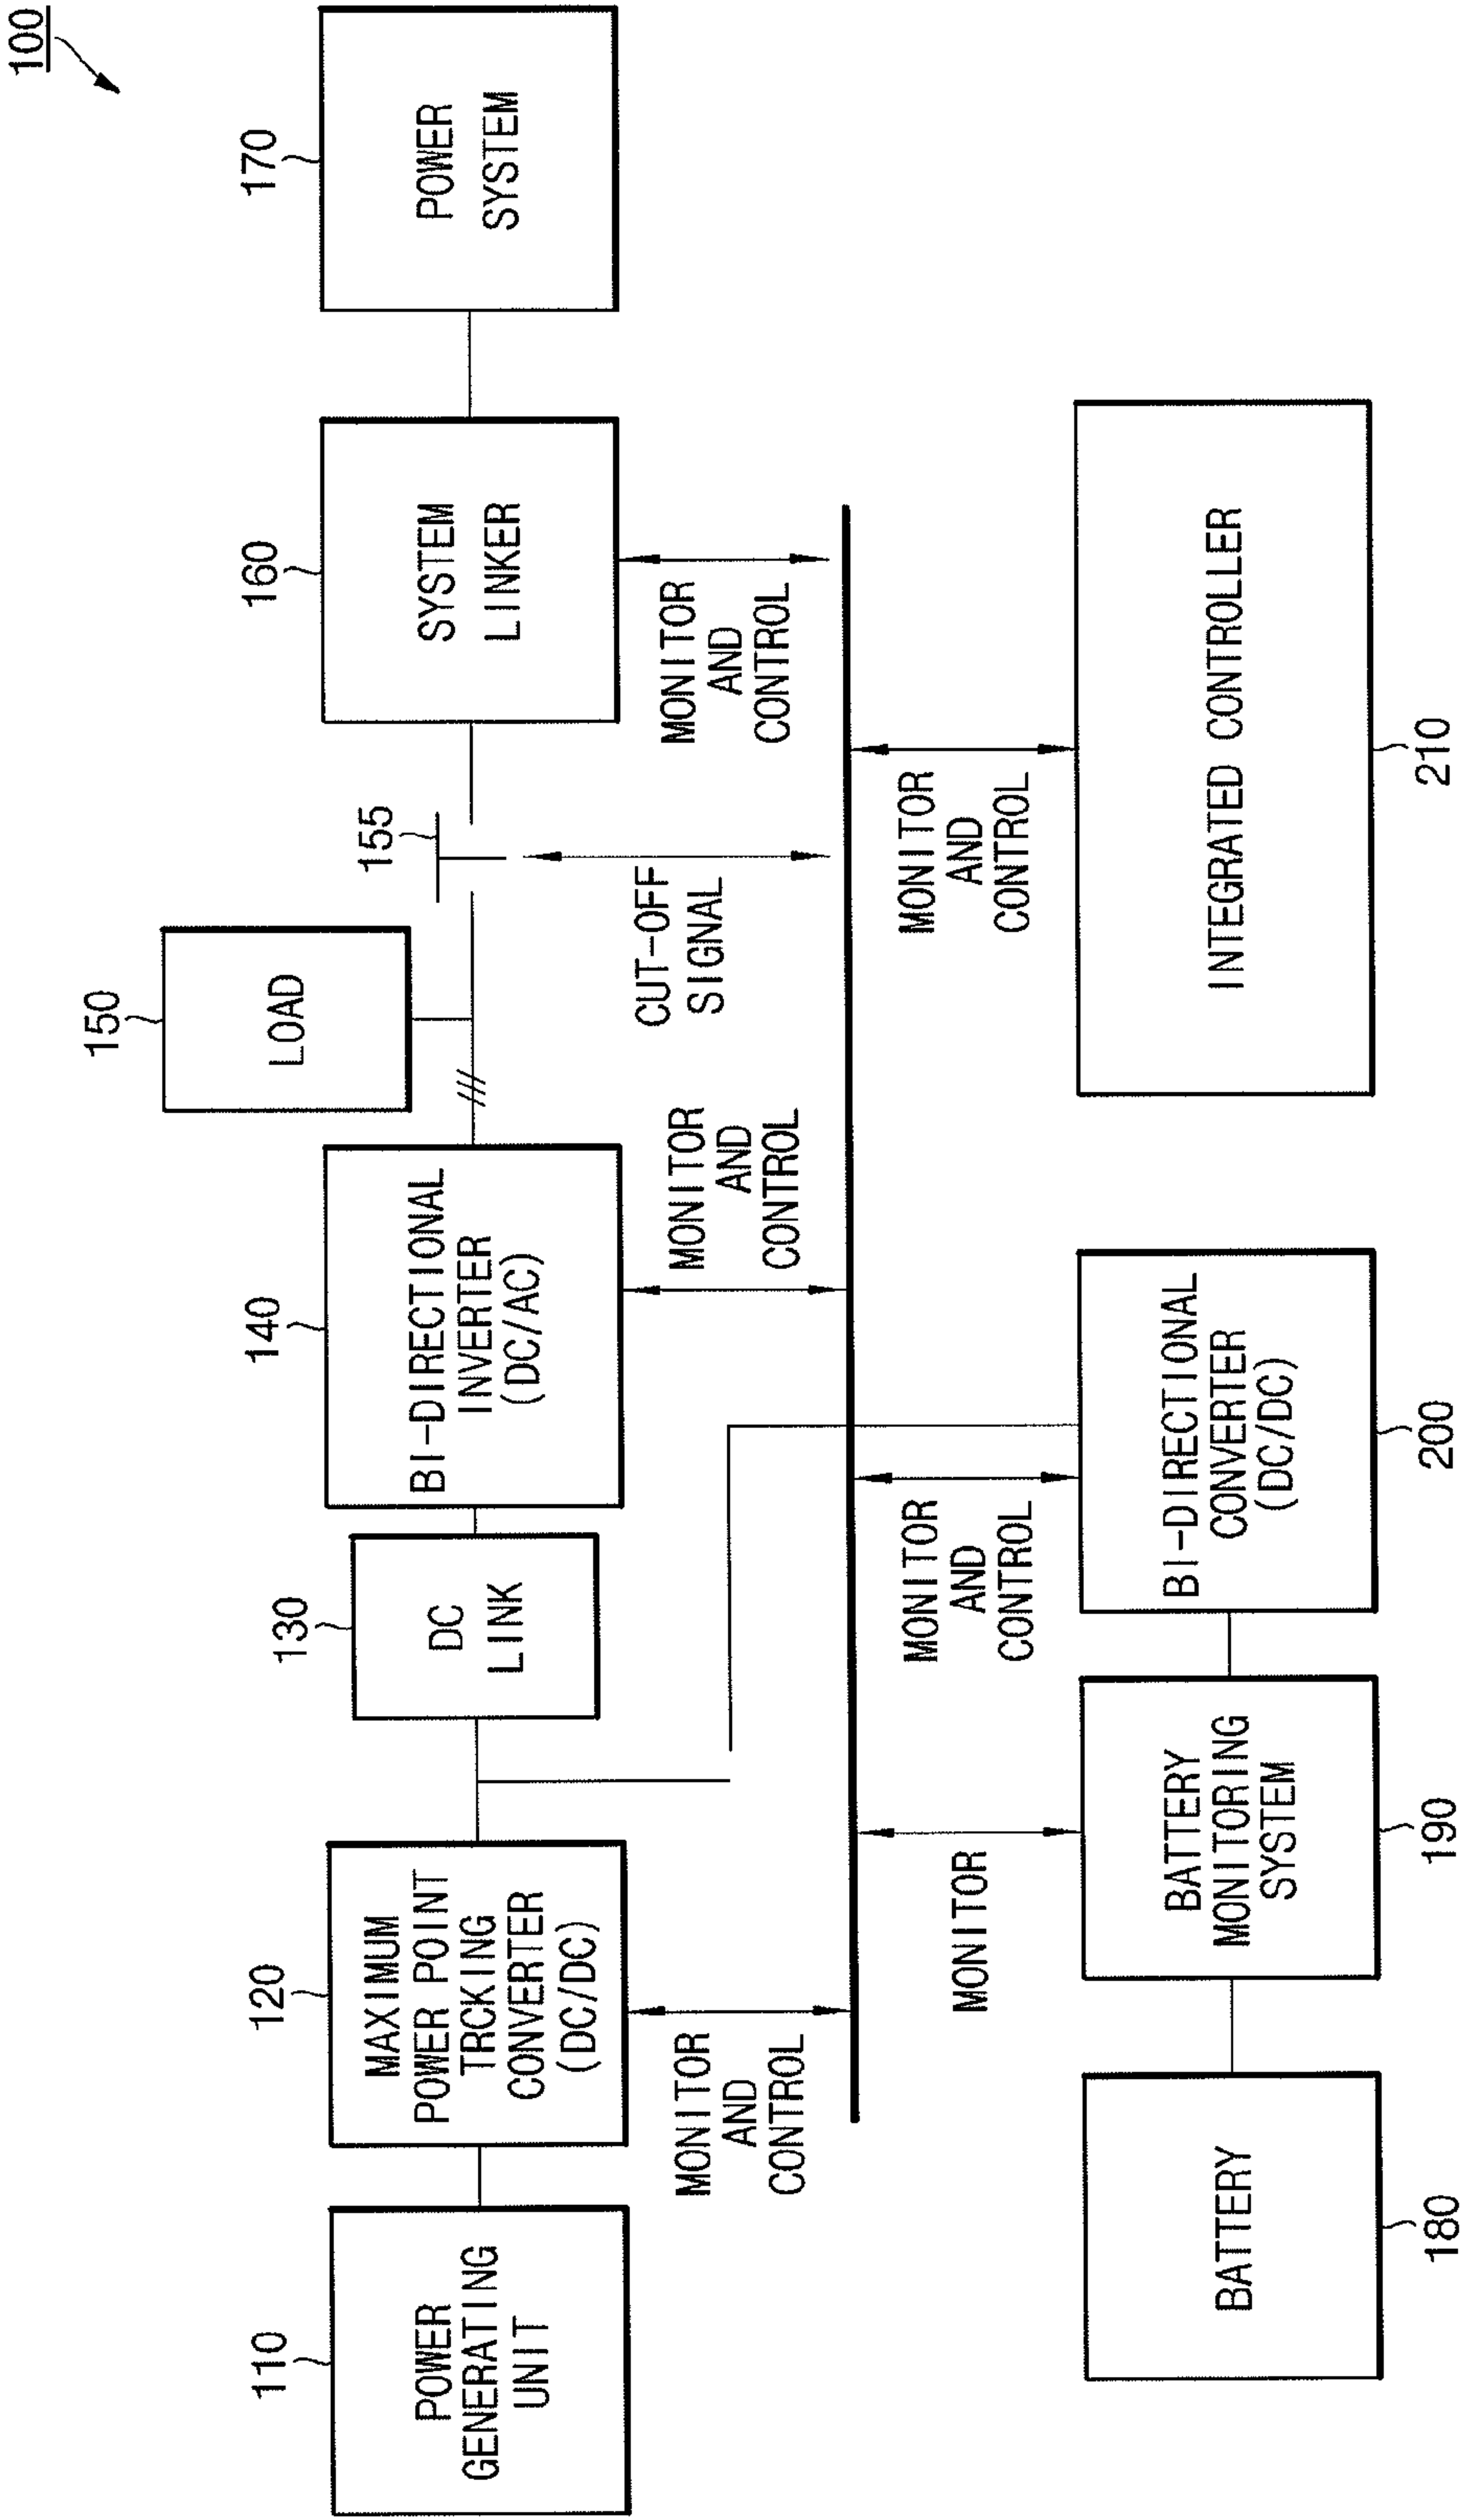 100
110
POWER
GENERATING
UNIT
120
MAXIMUM
POWER POINT
TRCKING
CONVERTER
(DC/DC)
130
DC
LINK
140
BI-DIRECTIONAL
INVERTER
(DC/AC)
150
LOAD
155
160
SYSTEM
LINKER
170
POWER
SYSTEM
MONITOR
AND
CONTROL
MONITOR
AND
CONTROL
CUT-OFF
SIGNAL
MONITOR
AND
CONTROL
MONITOR
MONITOR
AND
CONTROL
MONITOR
AND
CONTROL
BATTERY
180
BATTERY
MONITORING
SYSTEM
190
BI-DIRECTIONAL
CONVERTER
(DC/DC)
200
INTEGRATED CONTROLLER
210